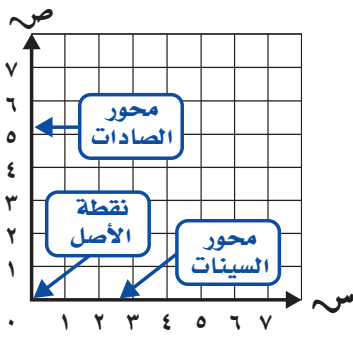 ص
٧
٦
٥
٤
٣
٢
١
٠
محور
الصادات
نقطة
الأصل
محور
السينات
١ ٢ ٣ ٤ ٥ ٦ ٧
س